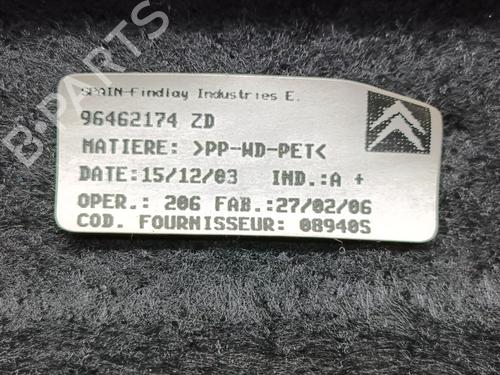 B-PARTS
SPAIN-Findlay Industries E.
96462174 ZD
MATIERE: >PP-WD-PET<
DATE:15/12/03 IND.:A +
OPER.: 206 FAB.:27/02/06
COD. FOURNISSEUR: 08940S